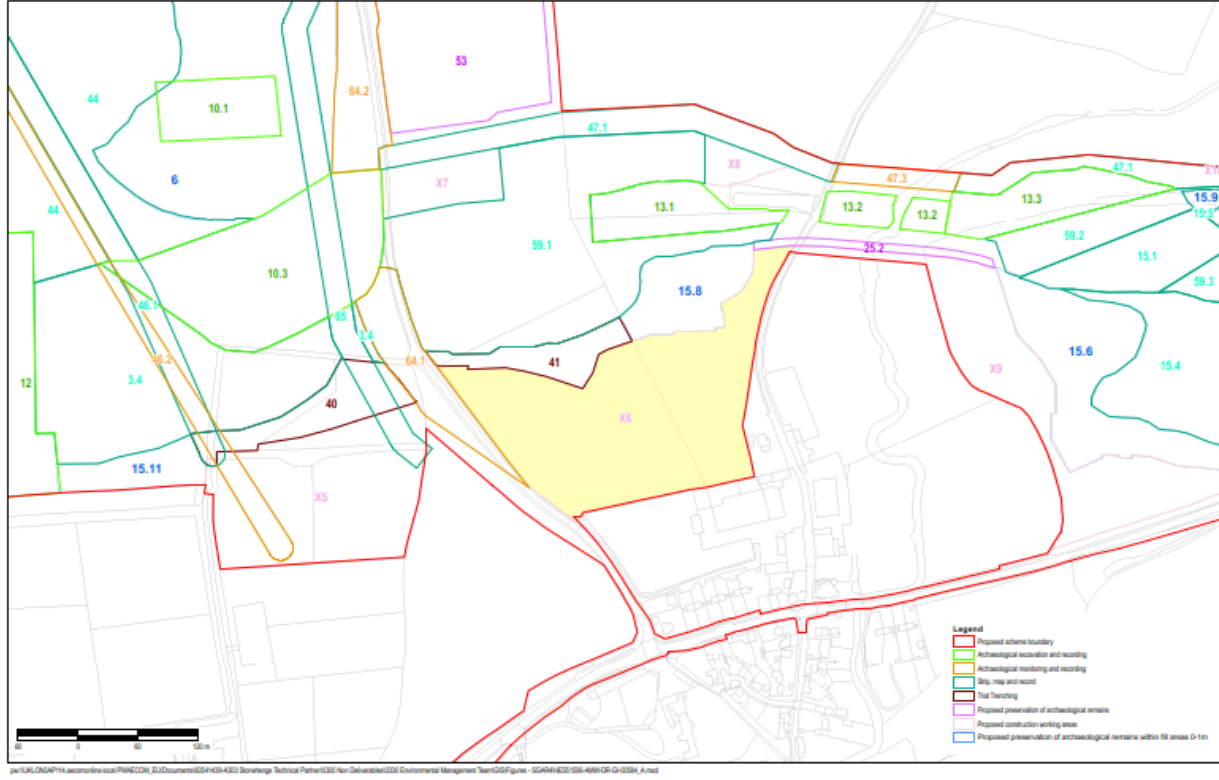 53
64.2
44
10.1
47.1
X8
47.1
X7
47.3
6
15.9
13.3
44
13.1
13.2
13.2
59.2
25.2
59.1
15.1
10.3
59.3
15.8
46.1
65
3.4
15.6
46.2
64.1
41
15.4
X9
3.4
12
40
X6
15.11
X5
Legend
Proposed scheme boundary
Archaeological excavation and recording
Archaeological monitoring and recording
Strip, map and record
Trial Trenching
Proposed preservation of archaeological remains
Proposed construction working areas
Proposed preservation of archaeological remains within fill areas 0-1m
60 0 60 120 m